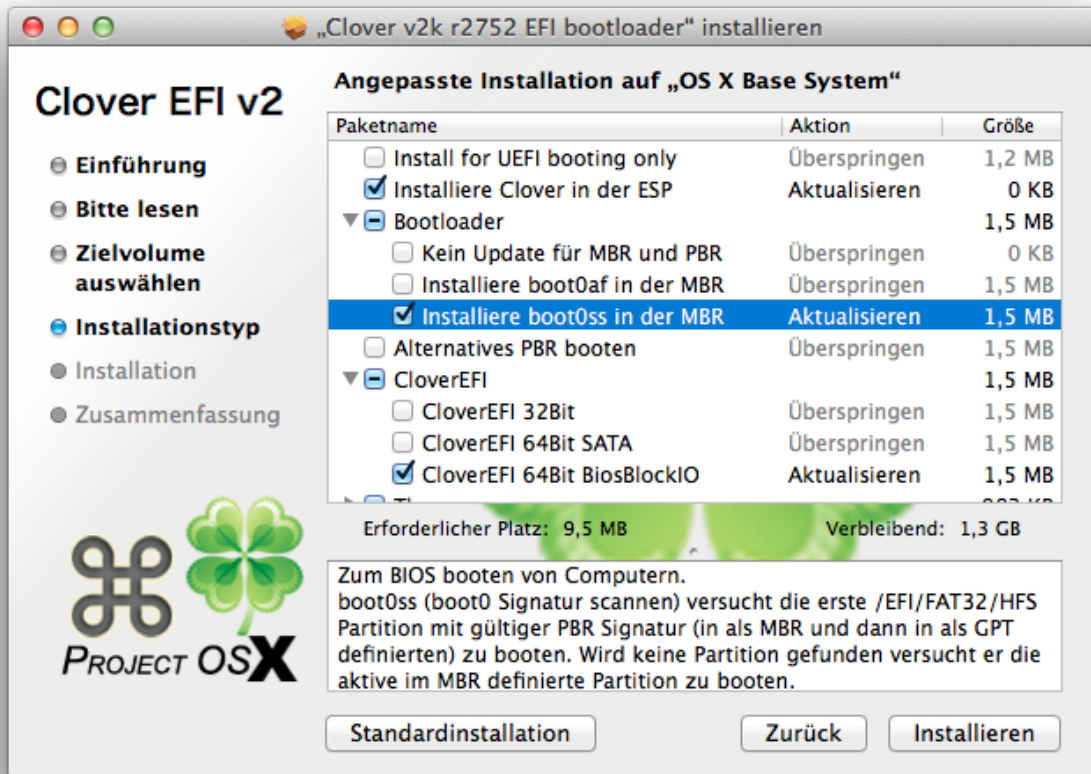 „Clover v2k r2752 EFI bootloader“ installieren
Clover EFI v2
Einführung
Bitte lesen
Zielvolume
auswählen
Installationstyp
Installation
Zusammenfassung
PROJECT OSX
Angepasste Installation auf „OS X Base System“
Paketname Aktion Größe
Install for UEFI booting only Überspringen 1,2 MB
Installiere Clover in der ESP Aktualisieren 0 KB
Bootloader 1,5 MB
Kein Update für MBR und PBR Überspringen 0 KB
Installiere boot0af in der MBR Überspringen 1,5 MB
Installiere boot0ss in der MBR Aktualisieren 1,5 MB
Alternatives PBR booten Überspringen 1,5 MB
CloverEFI 1,5 MB
CloverEFI 32Bit Überspringen 1,5 MB
CloverEFI 64Bit SATA Überspringen 1,5 MB
CloverEFI 64Bit BiosBlockIO Aktualisieren 1,5 MB
Erforderlicher Platz: 9,5 MB Verbleibend: 1,3 GB
Zum BIOS booten von Computern.
boot0ss (boot0 Signatur scannen) versucht die erste /EFI/FAT32/HFS
Partition mit gültiger PBR Signatur (in als MBR und dann in als GPT
definierten) zu booten. Wird keine Partition gefunden versucht er die
aktive im MBR definierte Partition zu booten.
Standardinstallation Zurück Installieren